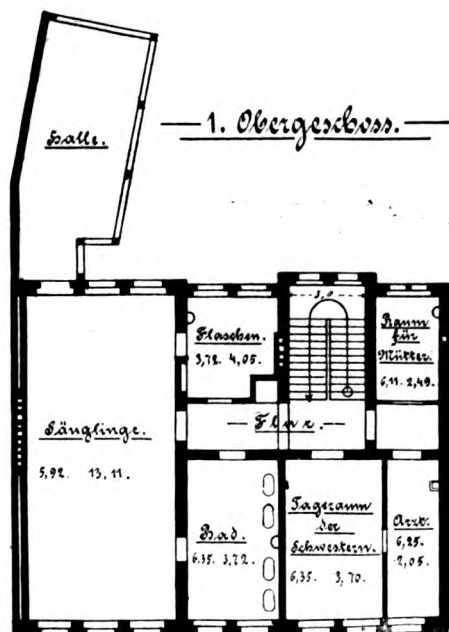 1. Obergeschoss.
Halle.
3,0
Flaschen.
3,72. 4,05.
Raum
für
Mütter.
6,11. 2,49.
Flur.
Säuglinge.
5,92. 13,11.
Bad.
6,35. 3,72.
Tageraum
der
Schwestern.
6,35. 3,70.
Arzt.
6,25.
2,05.